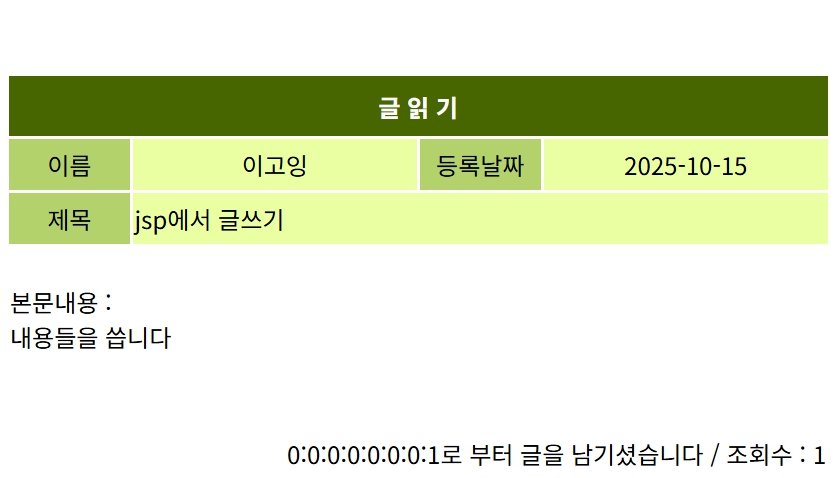 글 읽 기
이름 이고잉 등록날짜 2025-10-15
제목 jsp에서 글쓰기
본문내용 :
내용들을 씁니다
0:0:0:0:0:0:0:1로 부터 글을 남기셨습니다 / 조회수 : 1